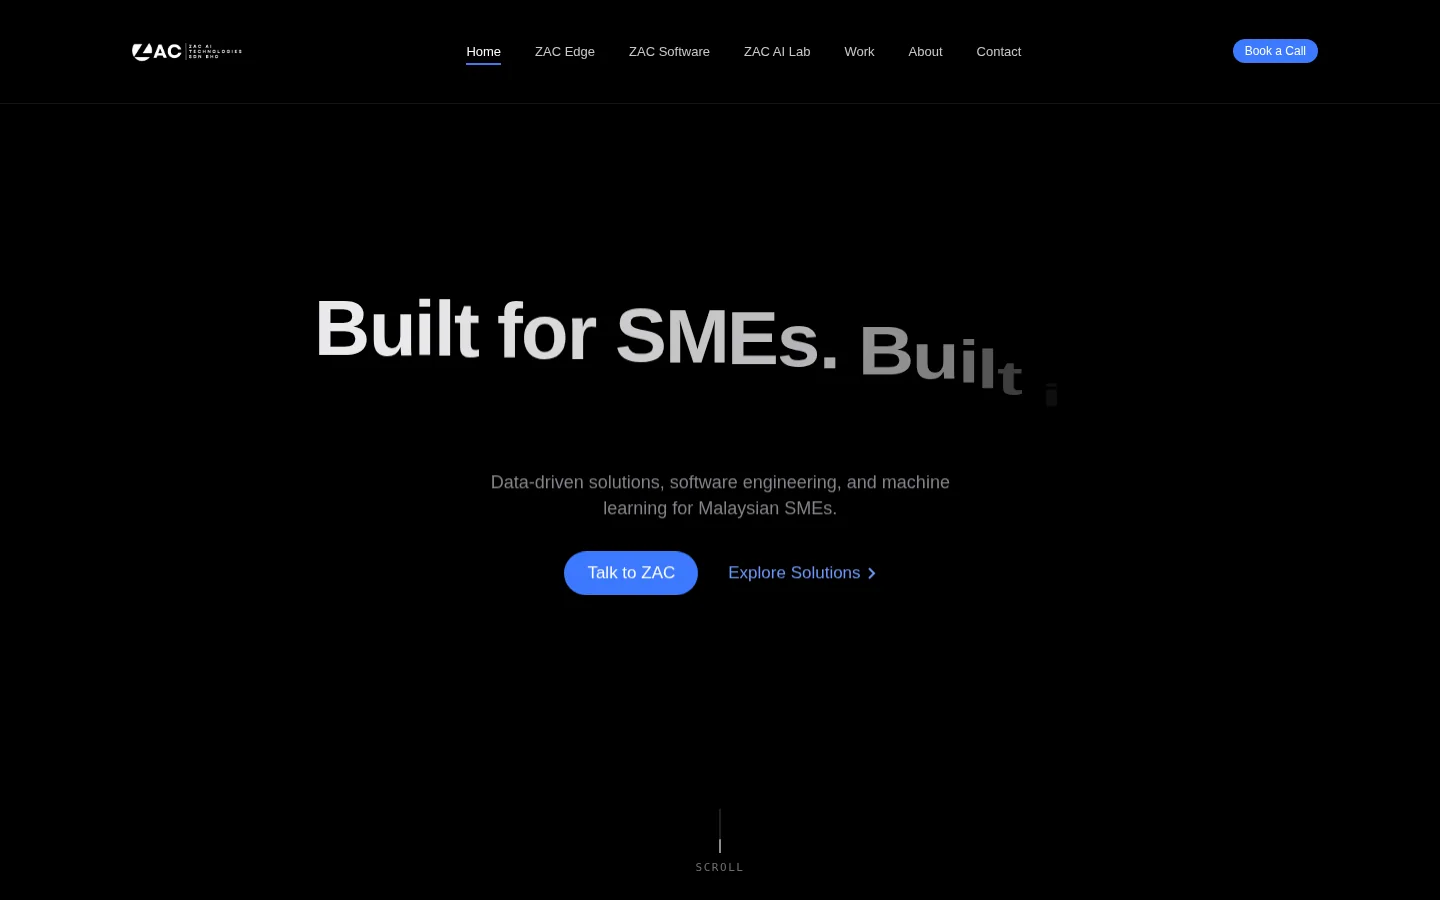 ZAC
ZAC AI
TECHNOLOGIES
SDN BHD
Home
ZAC Edge
ZAC Software
ZAC AI Lab
Work
About
Contact
Book a Call
Built for SMEs. Built i
Data-driven solutions, software engineering, and machine
learning for Malaysian SMEs.
Talk to ZAC
Explore Solutions
SCROLL